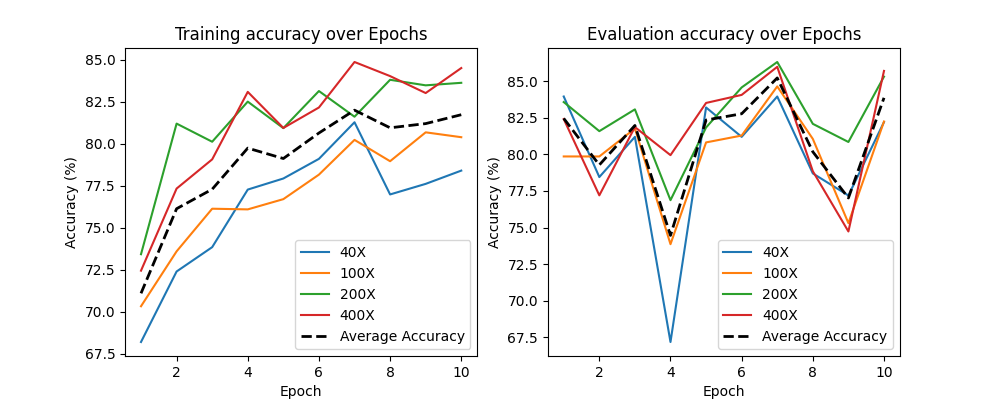 Training accuracy over Epochs
Accuracy (%)
85.0
82.5
80.0
77.5
75.0
72.5
70.0
67.5
2
4
6
8
10
Epoch
40X
100X
200X
400X
Average Accuracy
Evaluation accuracy over Epochs
Accuracy (%)
85.0
82.5
80.0
77.5
75.0
72.5
70.0
67.5
2
4
6
8
10
Epoch
40X
100X
200X
400X
Average Accuracy